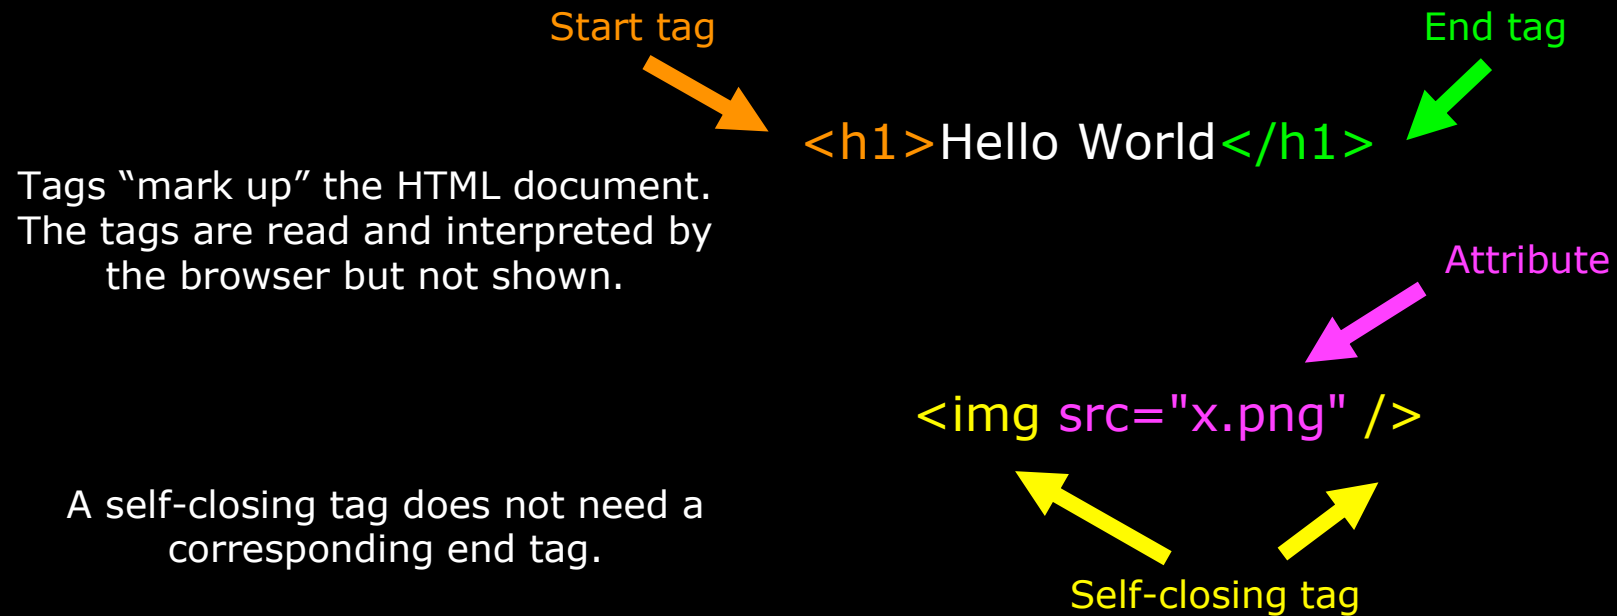 Start tag
End tag
<h1>Hello World</h1>
Tags “mark up” the HTML document.
The tags are read and interpreted by
the browser but not shown.
Attribute
<img src="x.png" />
A self-closing tag does not need a
corresponding end tag.
Self-closing tag